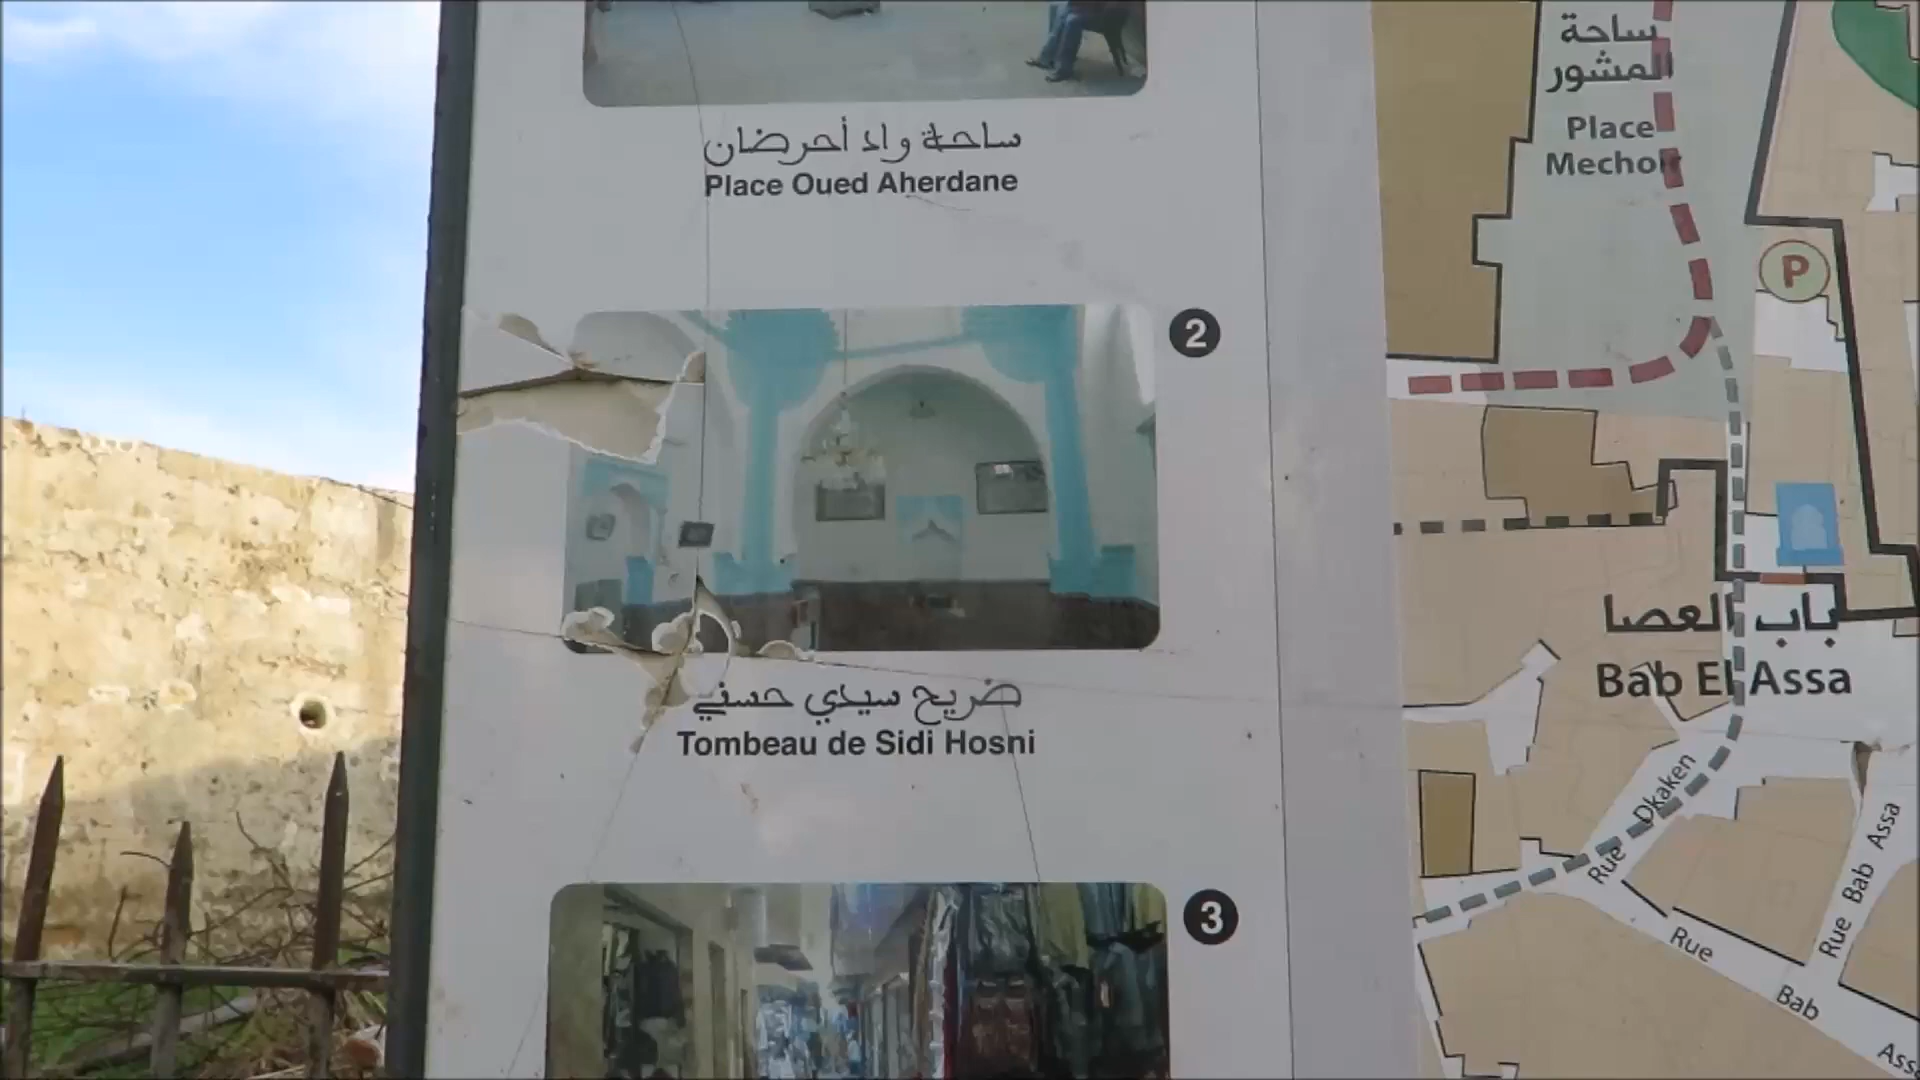 ساحة واد أحرضان
Place Oued Aherdane
2
ضريح سيدي حسني
Tombeau de Sidi Hosni
3
ساحة
المشور
Place
Mechoir
P
باب العصا
Bab El Assa
Rue Dkaken
Rue Bab Assa
Rue Bab Assa